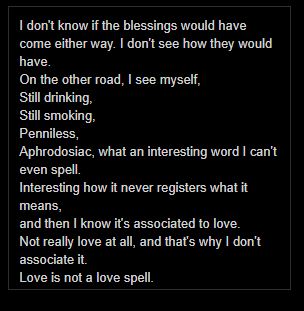 I don't know if the blessings would have
come either way. I don't see how they would
have.
On the other road, I see myself,
Still drinking,
Still smoking,
Penniless,
Aphrodosiac, what an interesting word I can't
even spell.
Interesting how it never registers what it
means,
and then I know it's associated to love.
Not really love at all, and that's why I don't
associate it.
Love is not a love spell.